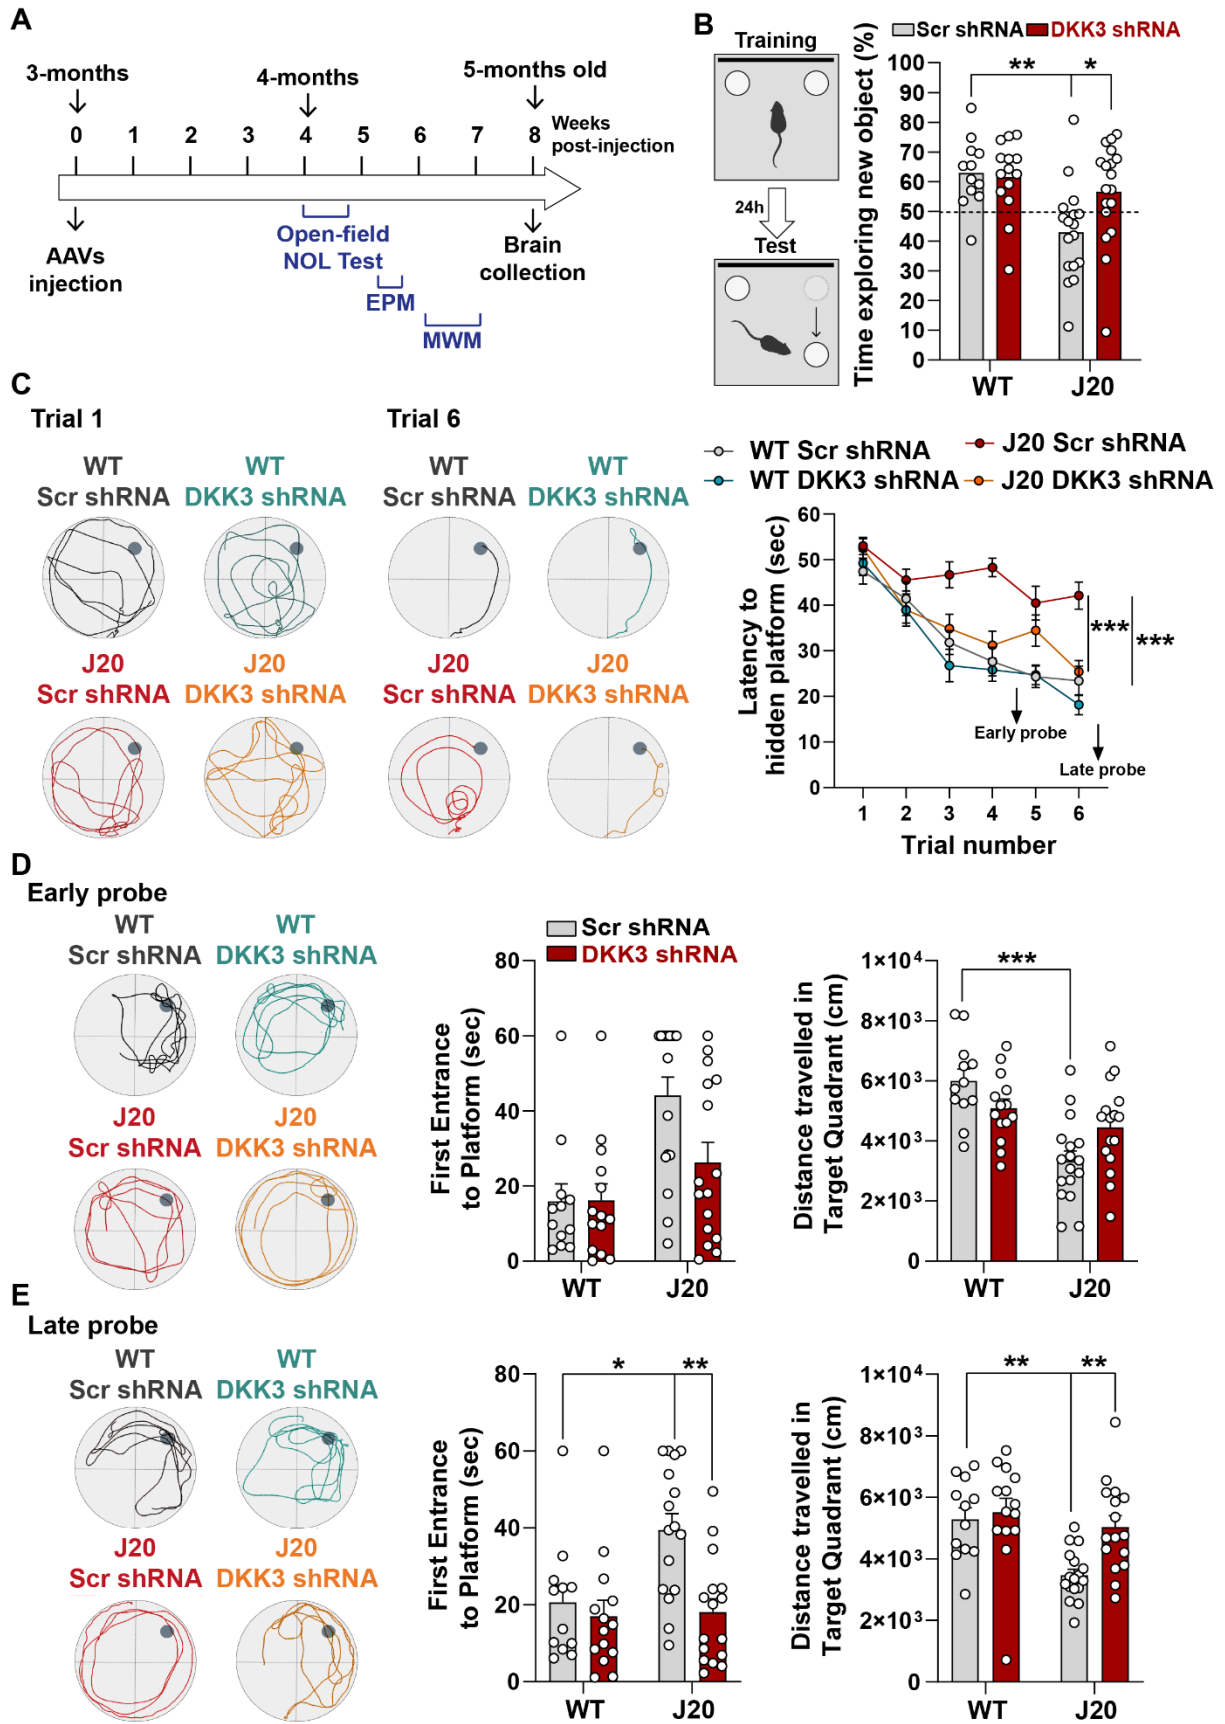 A
3-months
4-months
5-months old
0 1 2 3 4 5 6 7 8 Weeks
post-injection
AAVs
injection
Open-field
NOL Test
EPM
MWM
Brain
collection
B
Training
24h
Test
Scr shRNA DKK3 shRNA
Time exploring new object (%)
100
90
80
70
60
50
40
30
20
10
0
** *
WT J20
C
Trial 1 Trial 6
WT WT WT WT
Scr shRNA DKK3 shRNA Scr shRNA DKK3 shRNA
J20 J20 J20 J20
Scr shRNA DKK3 shRNA Scr shRNA DKK3 shRNA
WT Scr shRNA J20 Scr shRNA
WT DKK3 shRNA J20 DKK3 shRNA
Latency to
hidden platform (sec)
60
50
40
30
20
10
0
*** ***
Early probe
Late probe
1 2 3 4 5 6
Trial number
D
Early probe
WT WT
Scr shRNA DKK3 shRNA
J20 J20
Scr shRNA DKK3 shRNA
Scr shRNA
DKK3 shRNA
First Entrance
to Platform (sec)
80
60
40
20
0
WT J20
Distance travelled in
Target Quadrant (cm)
1×10⁴
8×10³
6×10³
4×10³
2×10³
0
***
WT J20
E
Late probe
WT WT
Scr shRNA DKK3 shRNA
J20 J20
Scr shRNA DKK3 shRNA
First Entrance
to Platform (sec)
80
60
40
20
0
* **
WT J20
Distance travelled in
Target Quadrant (cm)
1×10⁴
8×10³
6×10³
4×10³
2×10³
0
** **
WT J20